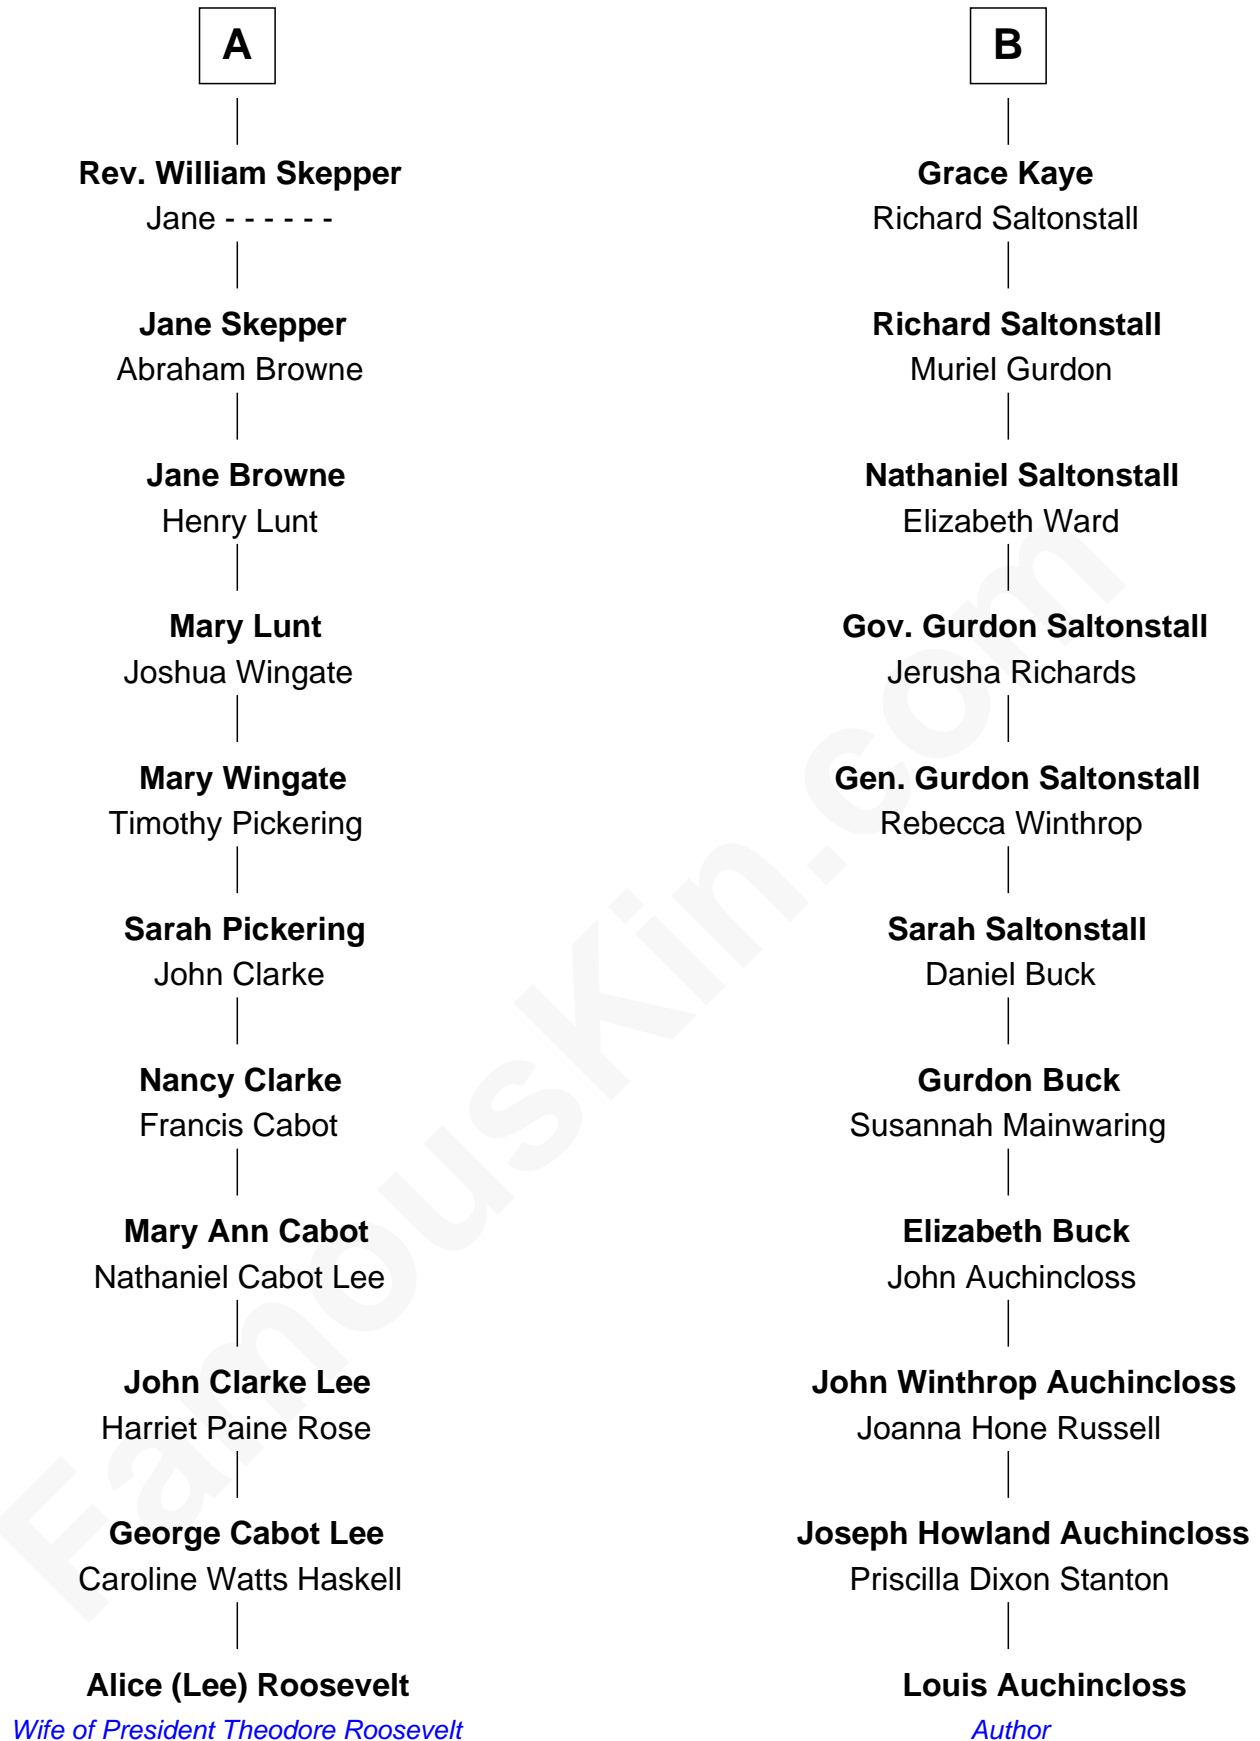 A
Rev. William Skepper
Jane - - - - - -
Jane Skepper
Abraham Browne
Jane Browne
Henry Lunt
Mary Lunt
Joshua Wingate
Mary Wingate
Timothy Pickering
Sarah Pickering
John Clarke
Nancy Clarke
Francis Cabot
Mary Ann Cabot
Nathaniel Cabot Lee
John Clarke Lee
Harriet Paine Rose
George Cabot Lee
Caroline Watts Haskell
Alice (Lee) Roosevelt
Wife of President Theodore Roosevelt
B
Grace Kaye
Richard Saltonstall
Richard Saltonstall
Muriel Gurdon
Nathaniel Saltonstall
Elizabeth Ward
Gov. Gurdon Saltonstall
Jerusha Richards
Gen. Gurdon Saltonstall
Rebecca Winthrop
Sarah Saltonstall
Daniel Buck
Gurdon Buck
Susannah Mainwaring
Elizabeth Buck
John Auchincloss
John Winthrop Auchincloss
Joanna Hone Russell
Joseph Howland Auchincloss
Priscilla Dixon Stanton
Louis Auchincloss
Author
FamousKin.com